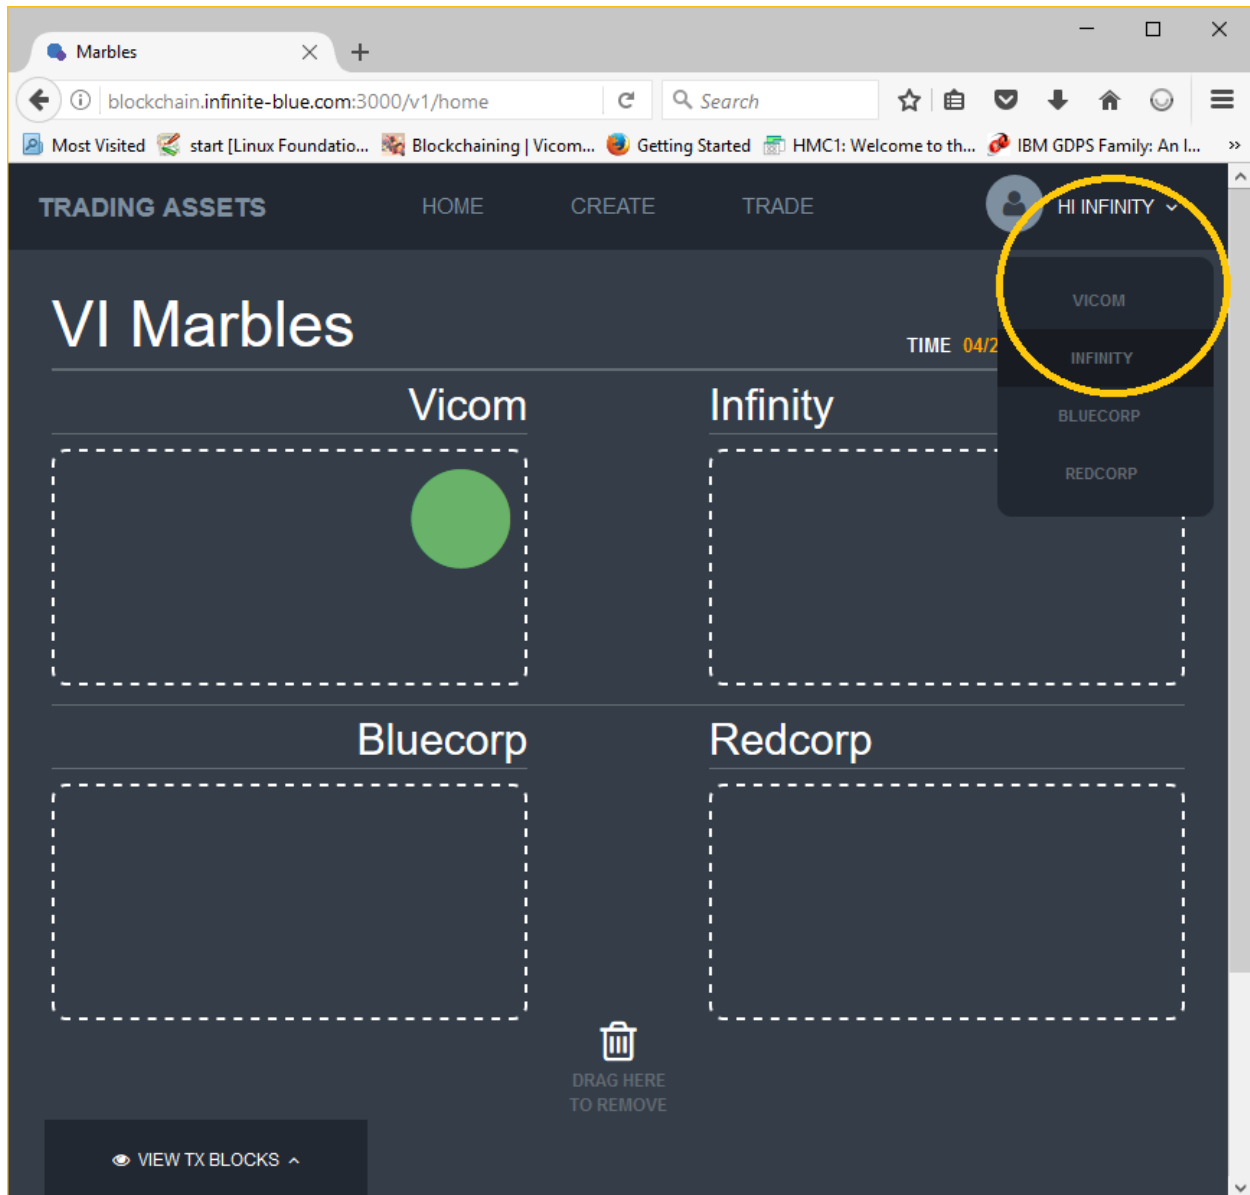 Marbles
blockchain.infinite-blue.com:3000/v1/home
Search
Most Visited start [Linux Foundatio... Blockchaining | Vicom... Getting Started HMC1: Welcome to th... IBM GDPS Family: An I... »
TRADING ASSETS HOME CREATE TRADE HI INFINITY
VICOM
INFINITY
BLUECORP
REDCORP
VI Marbles
TIME 04/2
Vicom Infinity
Bluecorp Redcorp
DRAG HERE
TO REMOVE
VIEW TX BLOCKS